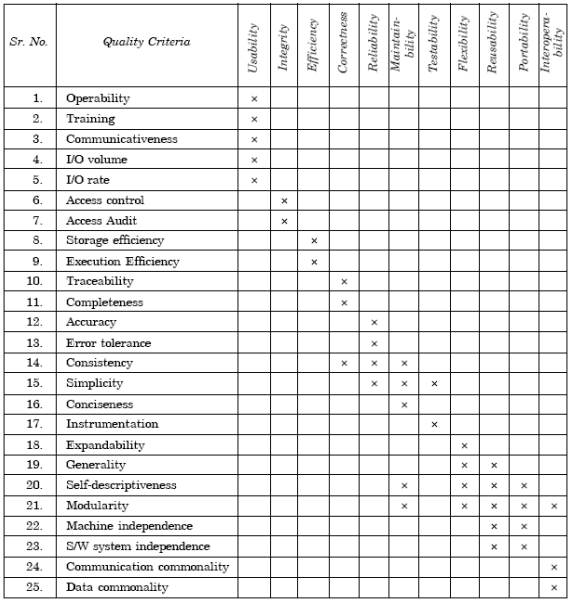 Sr. No. Quality Criteria Usability Integrity Efficiency Correctness Reliability Maintain-bility Testability Flexibility Reusability Portability Interopera-bility
1. Operability ×
2. Training ×
3. Communicativeness ×
4. I/O volume ×
5. I/O rate ×
6. Access control ×
7. Access Audit ×
8. Storage efficiency ×
9. Execution Efficiency ×
10. Traceability ×
11. Completeness ×
12. Accuracy ×
13. Error tolerance ×
14. Consistency × × ×
15. Simplicity × × ×
16. Conciseness ×
17. Instrumentation ×
18. Expandability ×
19. Generality × ×
20. Self-descriptiveness × × × ×
21. Modularity × × × × ×
22. Machine independence × ×
23. S/W system independence × ×
24. Communication commonality ×
25. Data commonality ×